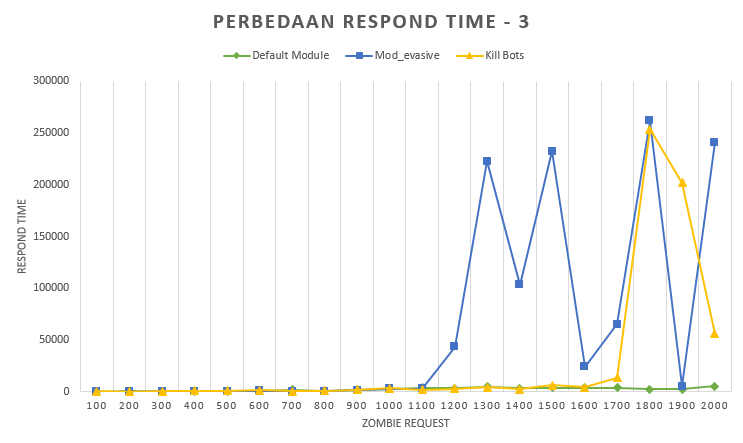 PERBEDAAN RESPOND TIME - 3
Default Module Mod_evasive Kill Bots
300000
250000
200000
150000
100000
50000
0
RESPOND TIME
100 200 300 400 500 600 700 800 900 1000 1100 1200 1300 1400 1500 1600 1700 1800 1900 2000
ZOMBIE REQUEST